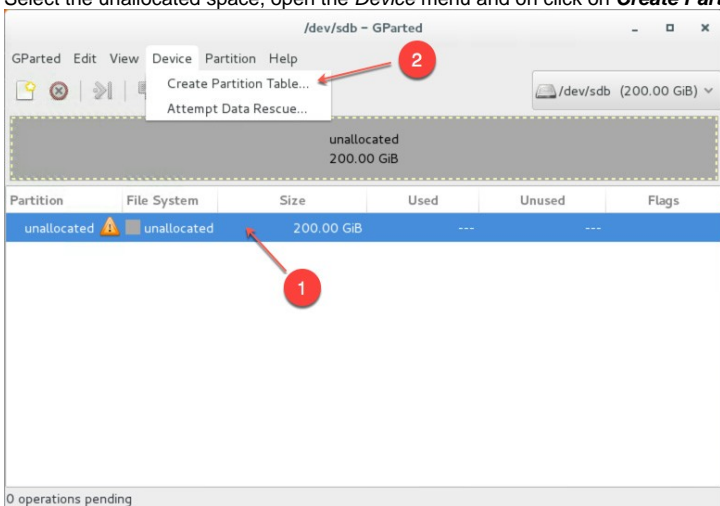 Select the unallocated space, open the Device menu and on click on Create Part
/dev/sdb – GParted
GParted Edit View Device Partition Help
2
Create Partition Table...
/dev/sdb (200.00 GiB)
Attempt Data Rescue...
unallocated
200.00 GiB
Partition File System Size Used Unused Flags
unallocated unallocated 200.00 GiB --- ---
1
0 operations pending